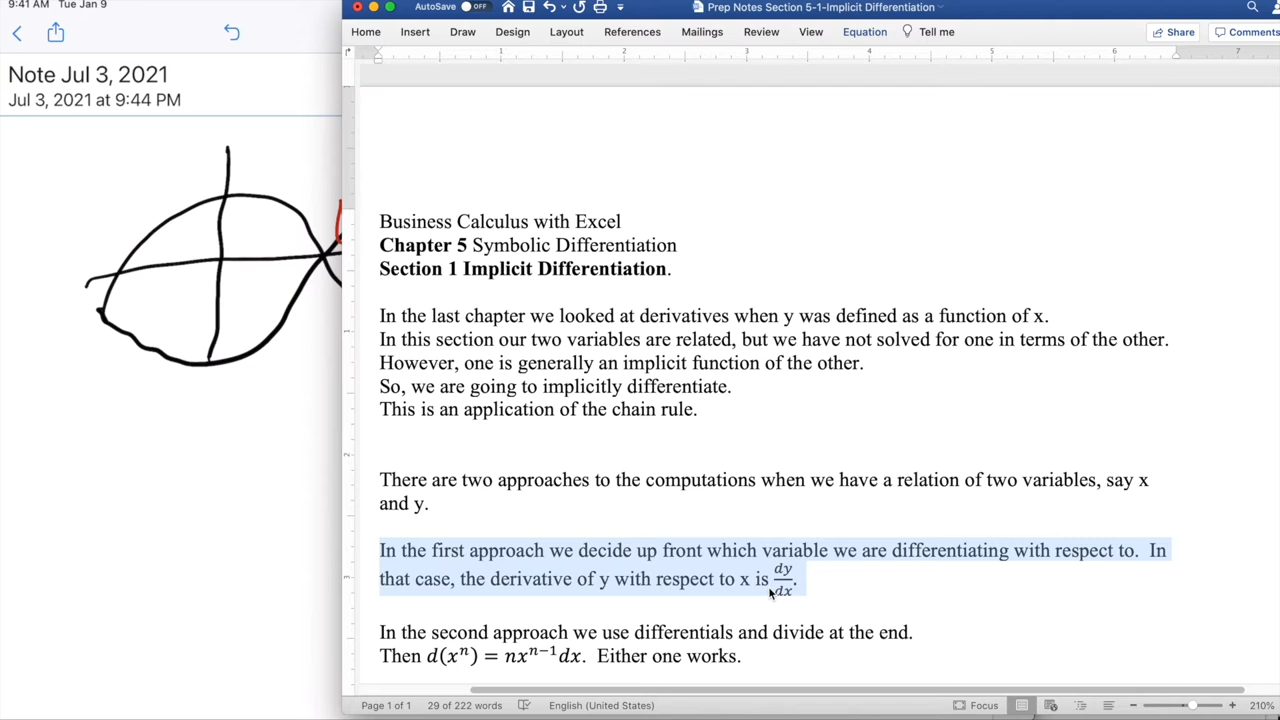 9:41 AM Tue Jan 9
Note Jul 3, 2021
Jul 3, 2021 at 9:44 PM
AutoSave OFF
Prep Notes Section 5-1-Implicit Differentiation
Home Insert Draw Design Layout References Mailings Review View Equation Tell me Share Comments
1 2 3 4 5 6 7
Business Calculus with Excel
Chapter 5 Symbolic Differentiation
Section 1 Implicit Differentiation.
In the last chapter we looked at derivatives when y was defined as a function of x.
In this section our two variables are related, but we have not solved for one in terms of the other.
However, one is generally an implicit function of the other.
So, we are going to implicitly differentiate.
This is an application of the chain rule.
There are two approaches to the computations when we have a relation of two variables, say x
and y.
In the first approach we decide up front which variable we are differentiating with respect to.  In
that case, the derivative of y with respect to x is dy/dx.
In the second approach we use differentials and divide at the end.
Then d(xⁿ) = nxⁿ⁻¹dx.  Either one works.
Page 1 of 1 29 of 222 words English (United States) Focus 210%